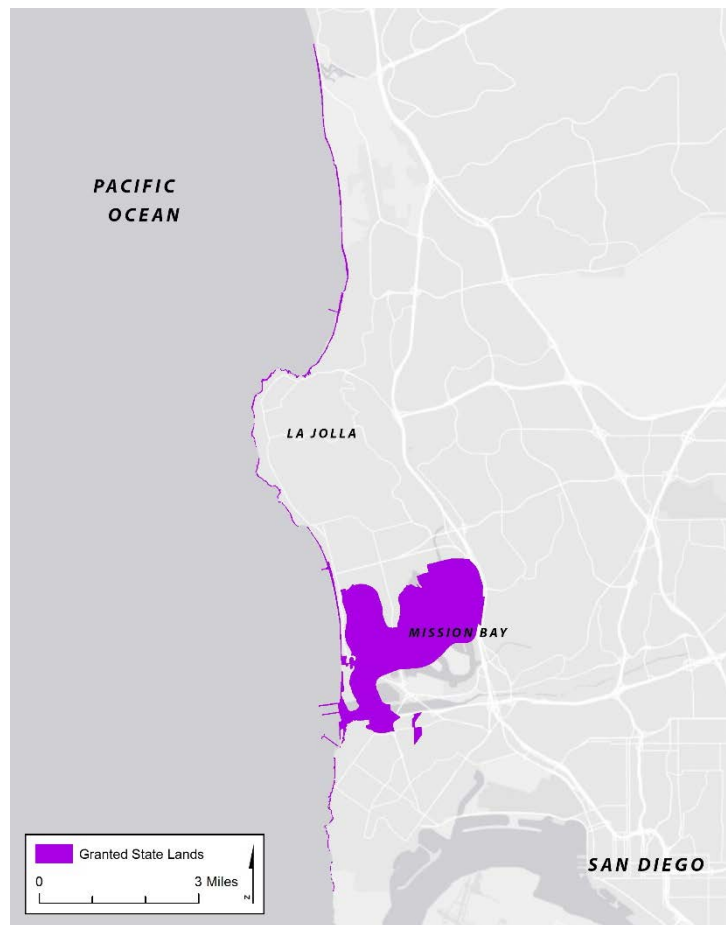 PACIFIC
OCEAN
LA JOLLA
MISSION BAY
SAN DIEGO
Granted State Lands
0 3 Miles
N